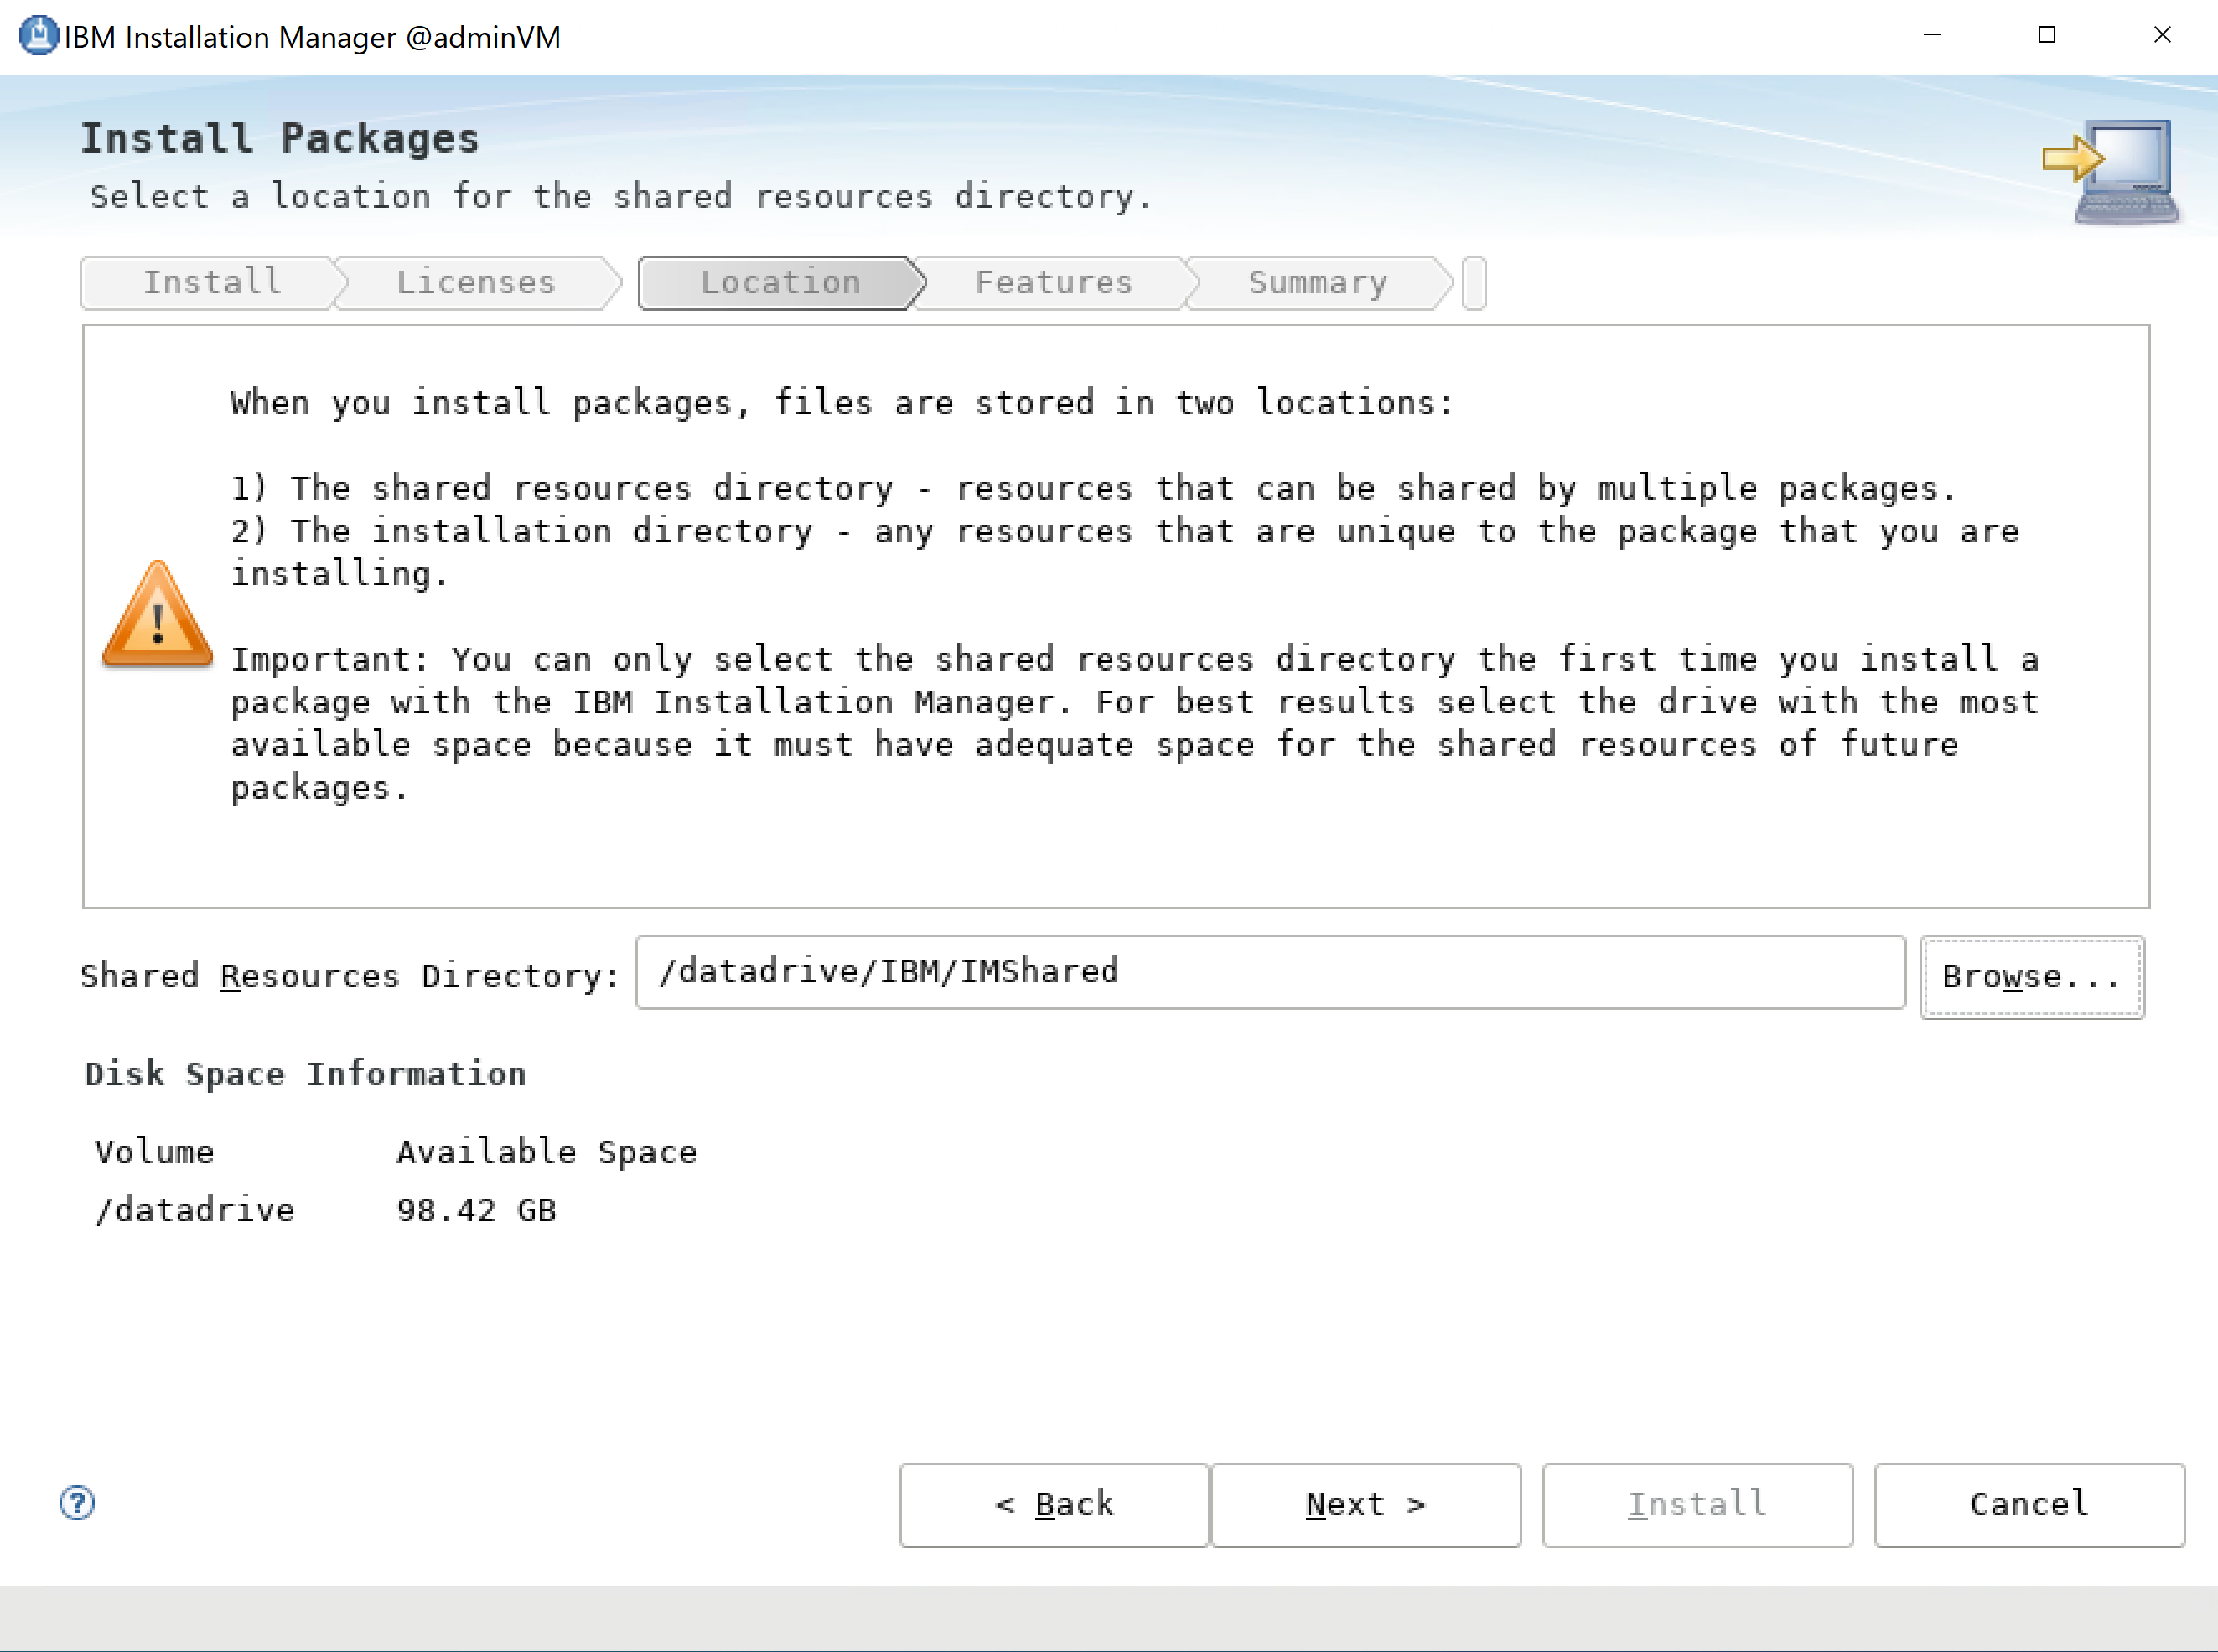 IBM Installation Manager @adminVM
Install Packages
Select a location for the shared resources directory.
Install Licenses Location Features Summary
When you install packages, files are stored in two locations:
1) The shared resources directory - resources that can be shared by multiple packages.
2) The installation directory - any resources that are unique to the package that you are
installing.
Important: You can only select the shared resources directory the first time you install a
package with the IBM Installation Manager. For best results select the drive with the most
available space because it must have adequate space for the shared resources of future
packages.
Shared Resources Directory: /datadrive/IBM/IMShared Browse...
Disk Space Information
Volume Available Space
/datadrive 98.42 GB
? < Back Next > Install Cancel